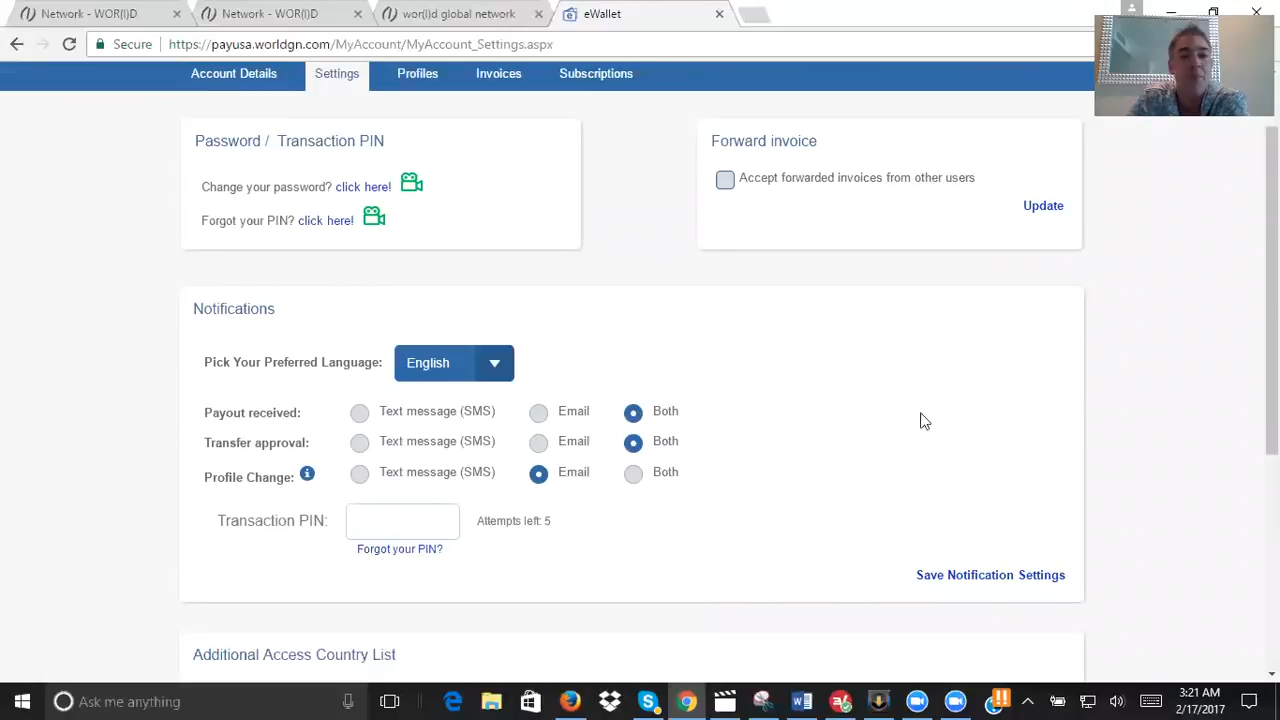 Network - WOR(I)D
Network - WOR(I)D
wor(l)d global network
eWallet
Secure https://payusa.worldgn.com/MyAccount/MyAccount_Settings.aspx
Account Details Settings Profiles Invoices Subscriptions
Password / Transaction PIN
Change your password? click here!
Forgot your PIN? click here!
Forward invoice
Accept forwarded invoices from other users
Update
Notifications
Pick Your Preferred Language: English
Payout received: Text message (SMS) Email Both
Transfer approval: Text message (SMS) Email Both
Profile Change: Text message (SMS) Email Both
Transaction PIN: Attempts left: 5
Forgot your PIN?
Save Notification Settings
Additional Access Country List
Ask me anything
3:21 AM
2/17/2017